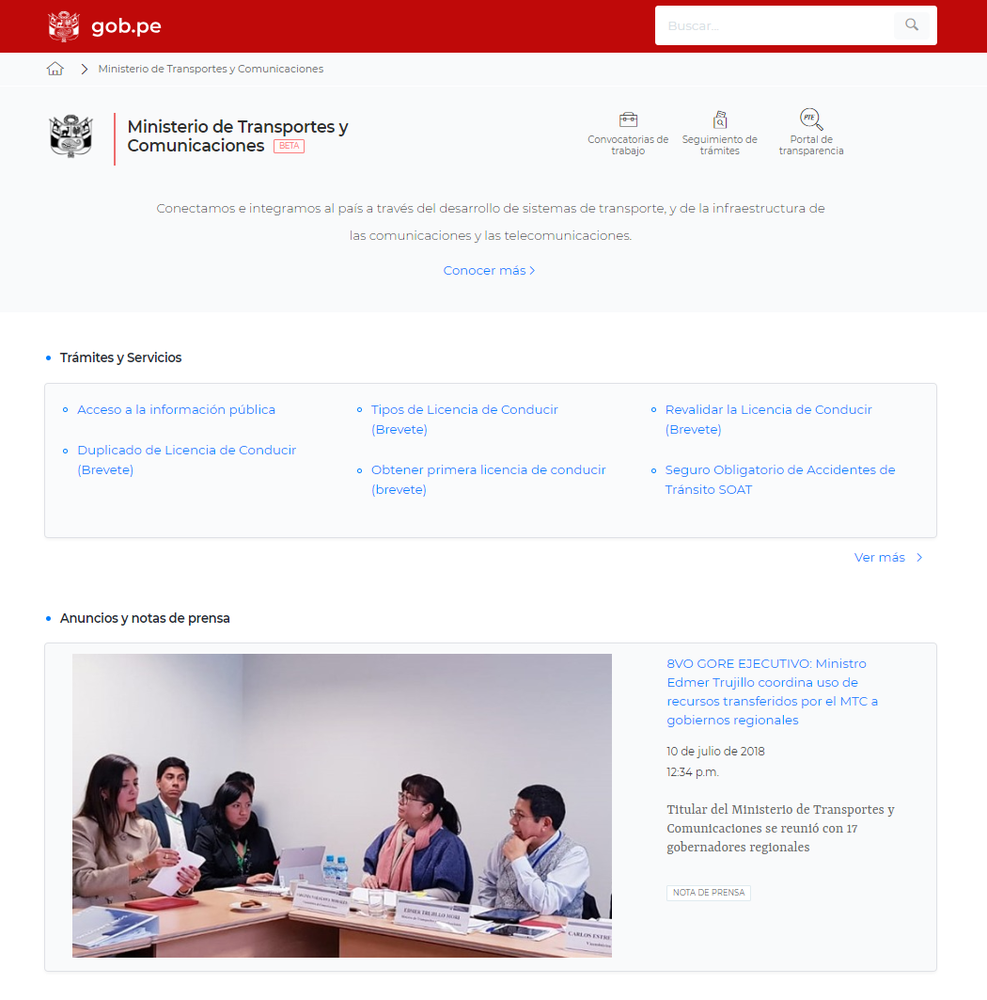 gob.pe
Buscar...
Ministerio de Transportes y Comunicaciones
Ministerio de Transportes y
Comunicaciones BETA
Convocatorias de
trabajo
Seguimiento de
trámites
PTE
Portal de
transparencia
Conectamos e integramos al país a través del desarrollo de sistemas de transporte, y de la infraestructura de
las comunicaciones y las telecomunicaciones.
Conocer más
Trámites y Servicios
Acceso a la información pública
Duplicado de Licencia de Conducir
(Brevete)
Tipos de Licencia de Conducir
(Brevete)
Obtener primera licencia de conducir
(brevete)
Revalidar la Licencia de Conducir
(Brevete)
Seguro Obligatorio de Accidentes de
Tránsito SOAT
Ver más
Anuncios y notas de prensa
EDMER TRUJILLO MORI
CARLOS ESTRE
8VO GORE EJECUTIVO: Ministro
Edmer Trujillo coordina uso de
recursos transferidos por el MTC a
gobiernos regionales
10 de julio de 2018
12:34 p.m.
Titular del Ministerio de Transportes y
Comunicaciones se reunió con 17
gobernadores regionales
NOTA DE PRENSA